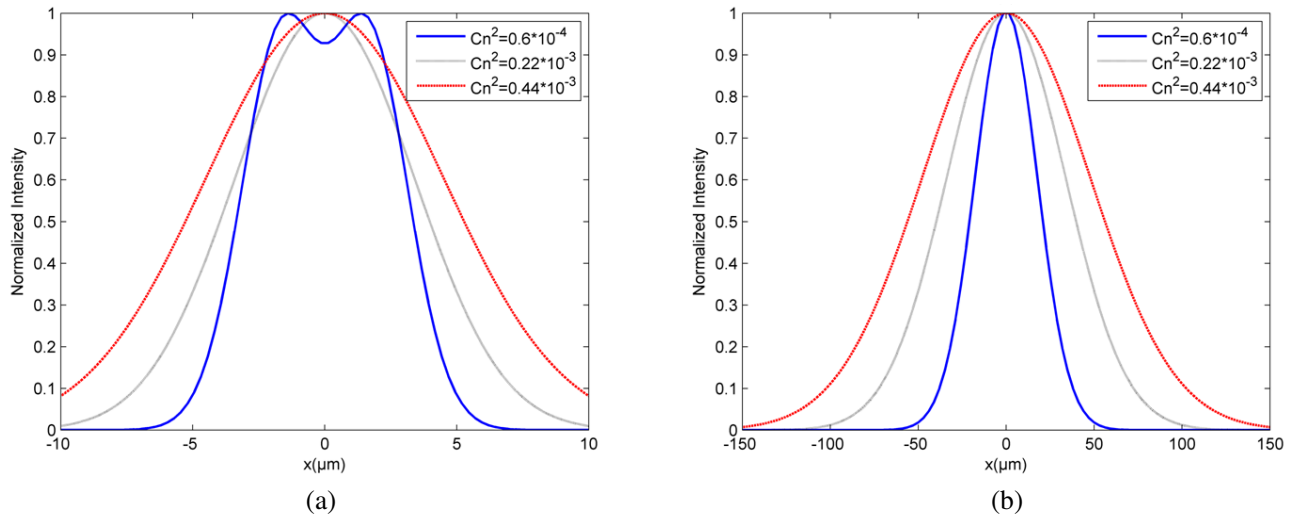 1
0.9
0.8
0.7
0.6
0.5
0.4
0.3
0.2
0.1
0
Normalized Intensity
-10
-5
0
5
10
x(µm)
Cn²=0.6*10⁻⁴
Cn²=0.22*10⁻³
Cn²=0.44*10⁻³
(a)
1
0.9
0.8
0.7
0.6
0.5
0.4
0.3
0.2
0.1
0
Normalized Intensity
-150
-100
-50
0
50
100
150
x(µm)
Cn²=0.6*10⁻⁴
Cn²=0.22*10⁻³
Cn²=0.44*10⁻³
(b)